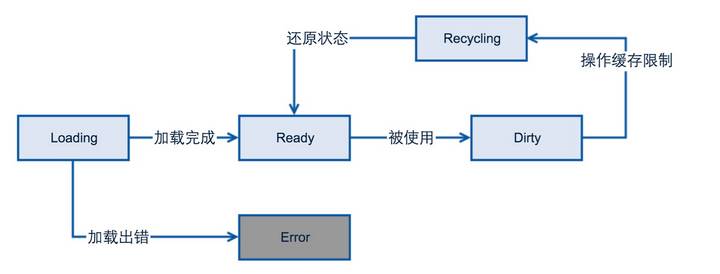 还原状态
Recycling
操作缓存限制
Loading
加载完成
Ready
被使用
Dirty
加载出错
Error